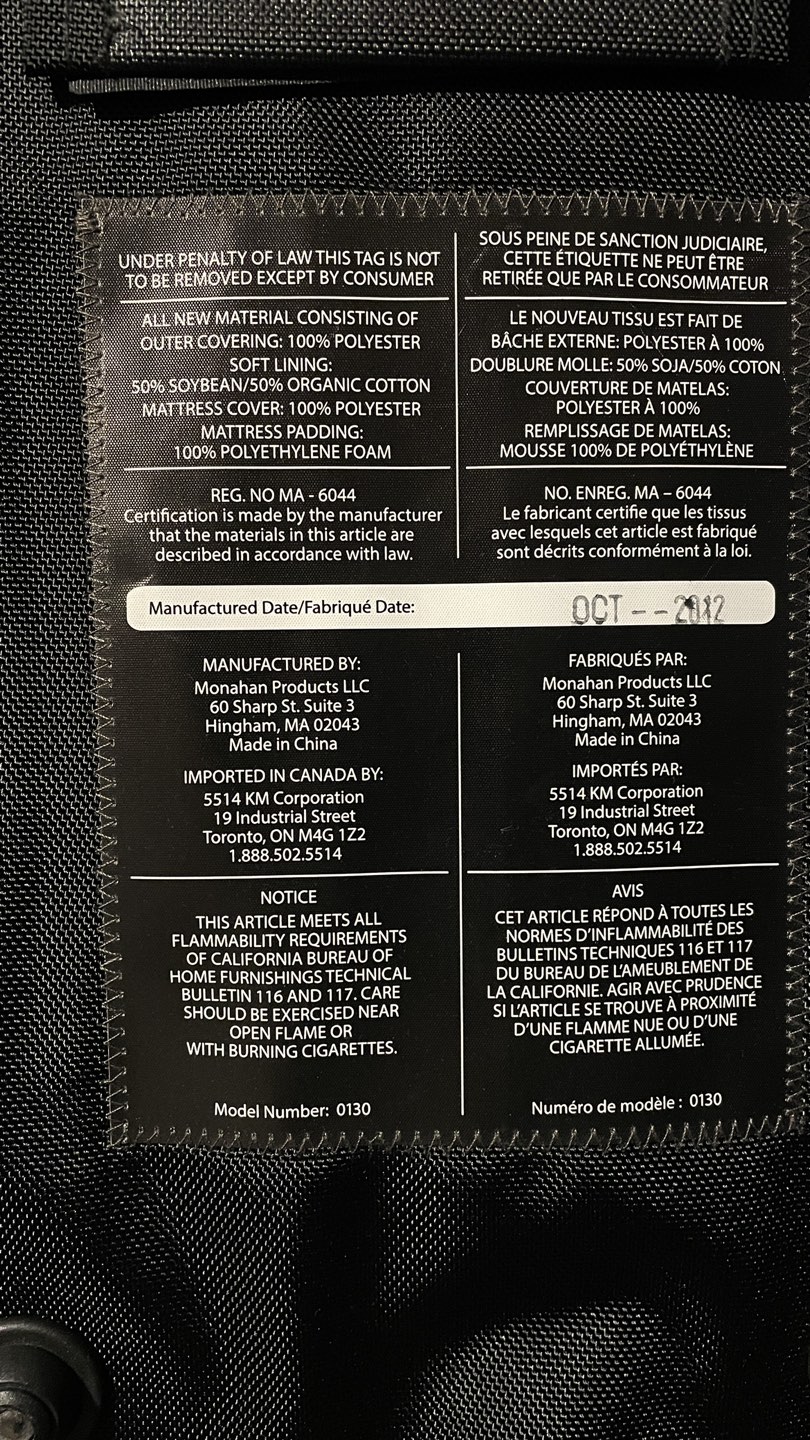 UNDER PENALTY OF LAW THIS TAG IS NOT
TO BE REMOVED EXCEPT BY CONSUMER
ALL NEW MATERIAL CONSISTING OF
OUTER COVERING: 100% POLYESTER
SOFT LINING:
50% SOYBEAN/50% ORGANIC COTTON
MATTRESS COVER: 100% POLYESTER
MATTRESS PADDING:
100% POLYETHYLENE FOAM
REG. NO MA - 6044
Certification is made by the manufacturer
that the materials in this article are
described in accordance with law.
SOUS PEINE DE SANCTION JUDICIAIRE,
CETTE ÉTIQUETTE NE PEUT ÊTRE
RETIRÉE QUE PAR LE CONSOMMATEUR
LE NOUVEAU TISSU EST FAIT DE
BÂCHE EXTERNE: POLYESTER À 100%
DOUBLURE MOLLE: 50% SOJA/50% COTON
COUVERTURE DE MATELAS:
POLYESTER À 100%
REMPLISSAGE DE MATELAS:
MOUSSE 100% DE POLYÉTHYLÈNE
NO. ENREG. MA – 6044
Le fabricant certifie que les tissus
avec lesquels cet article est fabriqué
sont décrits conformément à la loi.
Manufactured Date/Fabriqué Date: OCT -- 2012
MANUFACTURED BY:
Monahan Products LLC
60 Sharp St. Suite 3
Hingham, MA 02043
Made in China
IMPORTED IN CANADA BY:
5514 KM Corporation
19 Industrial Street
Toronto, ON M4G 1Z2
1.888.502.5514
FABRIQUÉS PAR:
Monahan Products LLC
60 Sharp St. Suite 3
Hingham, MA 02043
Made in China
IMPORTÉS PAR:
5514 KM Corporation
19 Industrial Street
Toronto, ON M4G 1Z2
1.888.502.5514
NOTICE
THIS ARTICLE MEETS ALL
FLAMMABILITY REQUIREMENTS
OF CALIFORNIA BUREAU OF
HOME FURNISHINGS TECHNICAL
BULLETIN 116 AND 117. CARE
SHOULD BE EXERCISED NEAR
OPEN FLAME OR
WITH BURNING CIGARETTES.
Model Number: 0130
AVIS
CET ARTICLE RÉPOND À TOUTES LES
NORMES D'INFLAMMABILITÉ DES
BULLETINS TECHNIQUES 116 ET 117
DU BUREAU DE L'AMEUBLEMENT DE
LA CALIFORNIE. AGIR AVEC PRUDENCE
SI L'ARTICLE SE TROUVE À PROXIMITÉ
D'UNE FLAMME NUE OU D'UNE
CIGARETTE ALLUMÉE.
Numéro de modèle : 0130